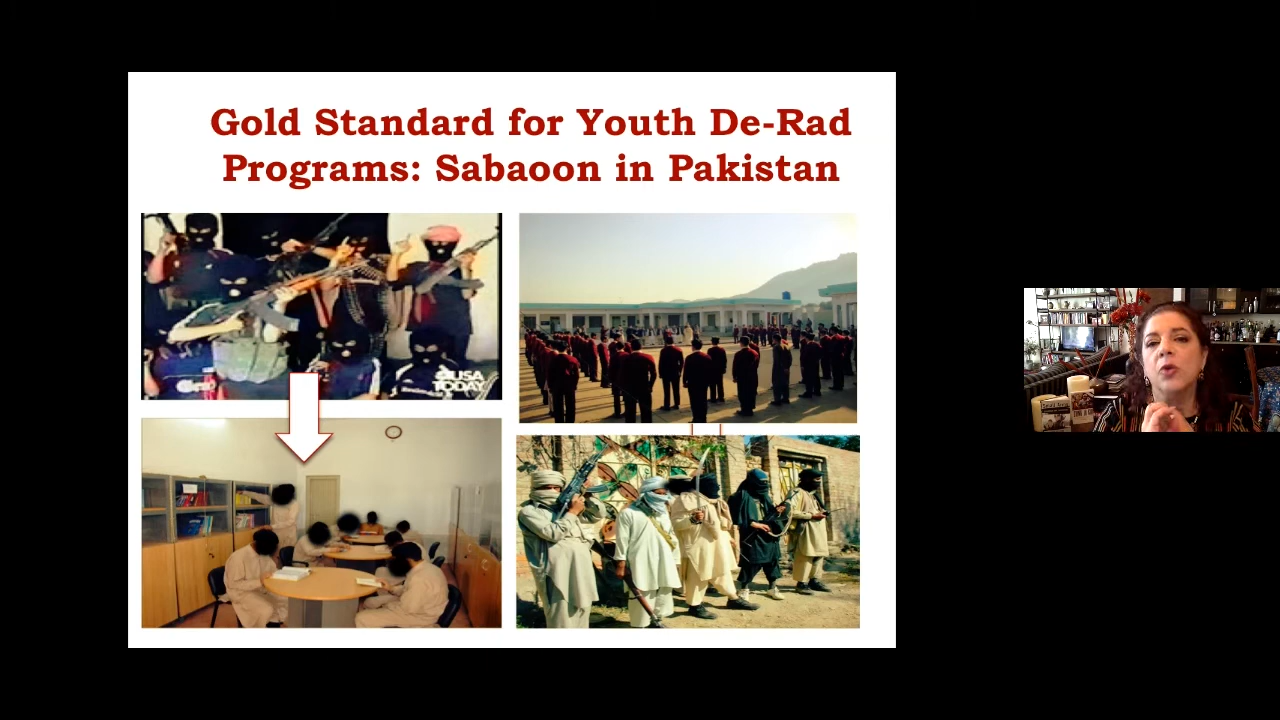 Gold Standard for Youth De-Rad
Programs: Sabaoon in Pakistan
USA
TODAY